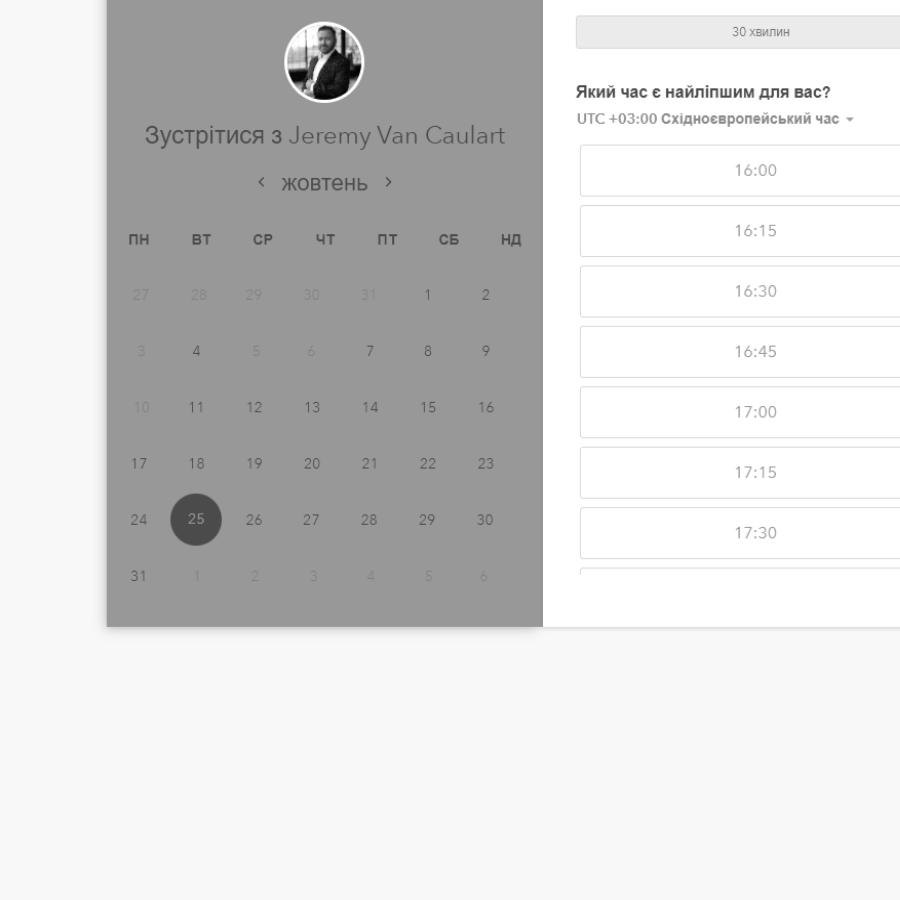 Зустрітися з Jeremy Van Caulart
жовтень
ПН ВТ СР ЧТ ПТ СБ НД
27 28 29 30 31 1 2
3 4 5 6 7 8 9
10 11 12 13 14 15 16
17 18 19 20 21 22 23
24 25 26 27 28 29 30
31 1 2 3 4 5 6
30 хвилин
Який час є найліпшим для вас?
UTC +03:00 Східноєвропейський час
16:00
16:15
16:30
16:45
17:00
17:15
17:30